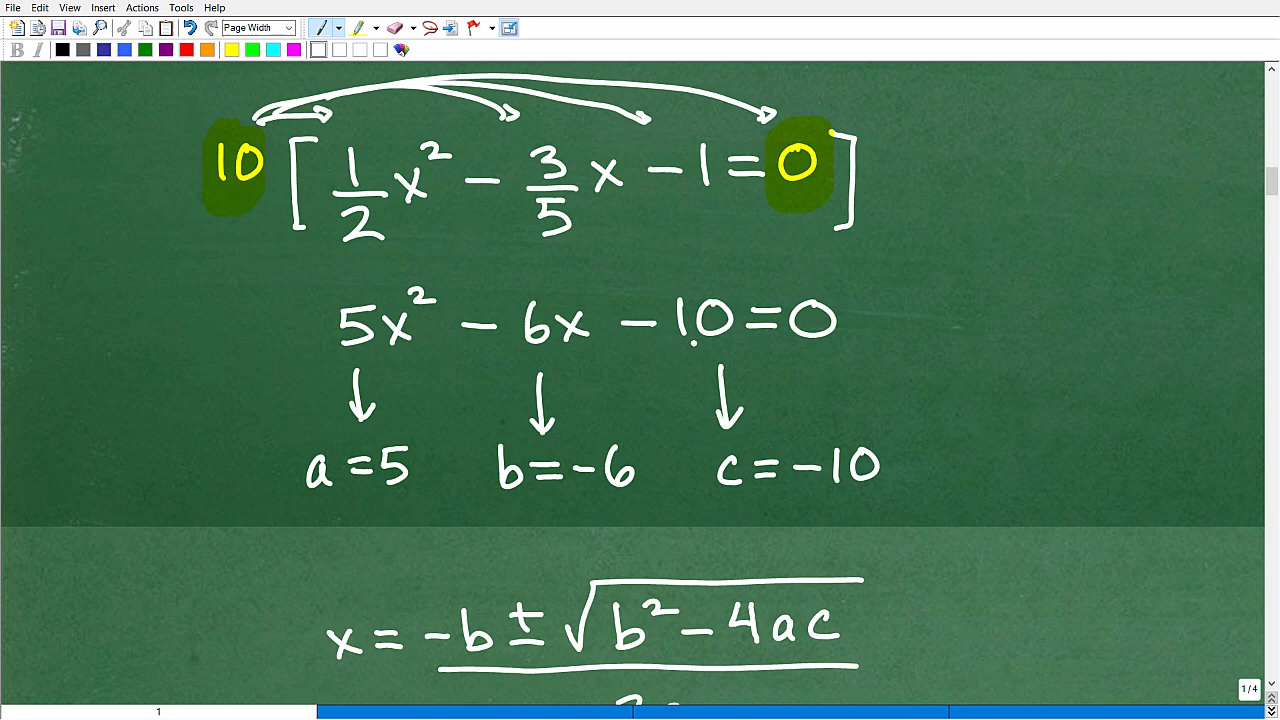 File Edit View Insert Actions Tools Help
Page Width
B I
10 [ 1/2 x² - 3/5 x - 1 = 0 ]
5x² - 6x - 10 = 0
a = 5 b = -6 c = -10
x = -b ± √b² - 4ac
1/4
1